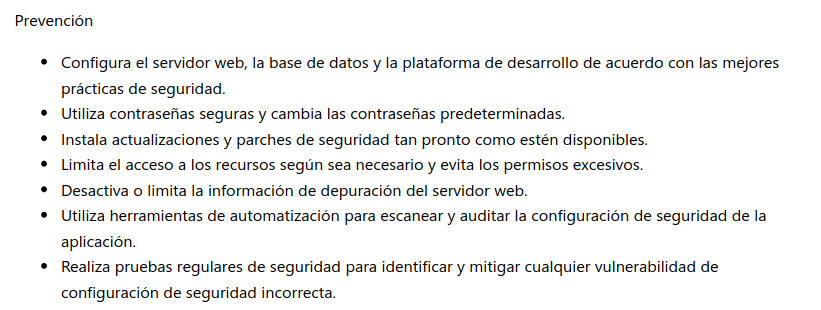 Prevención
• Configura el servidor web, la base de datos y la plataforma de desarrollo de acuerdo con las mejores
prácticas de seguridad.
• Utiliza contraseñas seguras y cambia las contraseñas predeterminadas.
• Instala actualizaciones y parches de seguridad tan pronto como estén disponibles.
• Limita el acceso a los recursos según sea necesario y evita los permisos excesivos.
• Desactiva o limita la información de depuración del servidor web.
• Utiliza herramientas de automatización para escanear y auditar la configuración de seguridad de la
aplicación.
• Realiza pruebas regulares de seguridad para identificar y mitigar cualquier vulnerabilidad de
configuración de seguridad incorrecta.